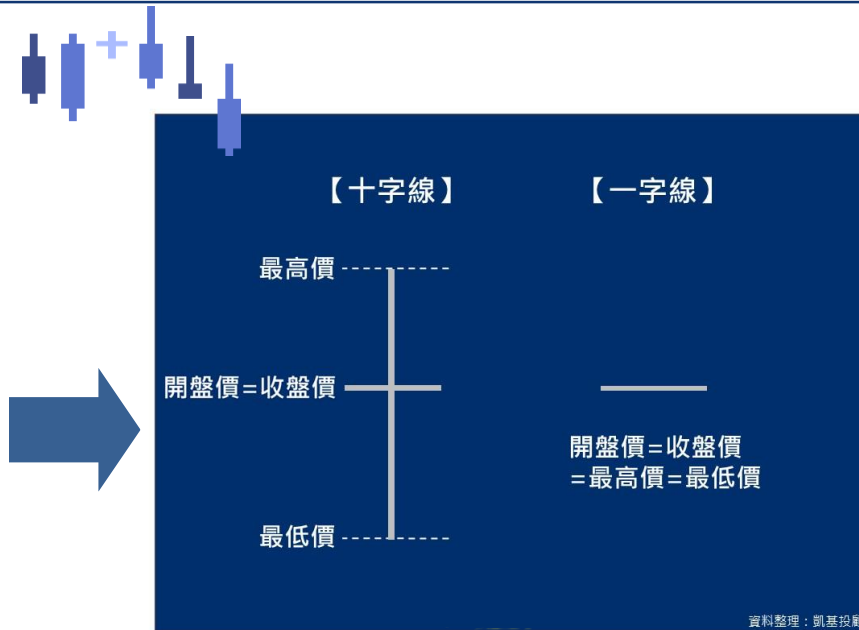 【十字線】
【一字線】
最高價
開盤價=收盤價
最低價
開盤價=收盤價
=最高價=最低價
資料整理：凱基投顧